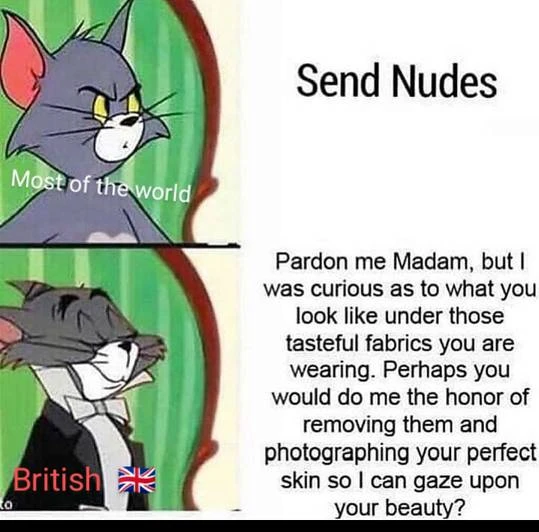 Send Nudes
Most of the world
Pardon me Madam, but I
was curious as to what you
look like under those
tasteful fabrics you are
wearing. Perhaps you
would do me the honor of
removing them and
photographing your perfect
skin so I can gaze upon
your beauty?
British 🇬🇧
to